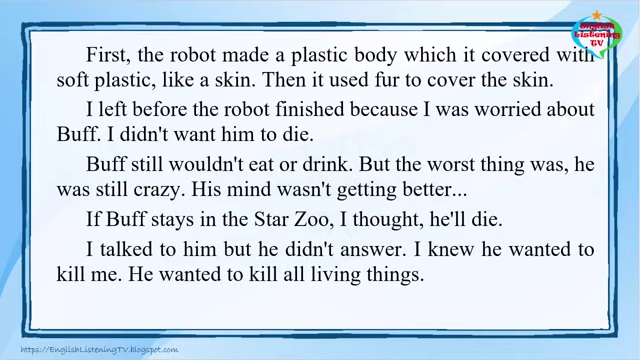 English
Listening
TV
First, the robot made a plastic body which it covered with
soft plastic, like a skin. Then it used fur to cover the skin.
I left before the robot finished because I was worried about
Buff. I didn't want him to die.
Buff still wouldn't eat or drink. But the worst thing was, he
was still crazy. His mind wasn't getting better...
If Buff stays in the Star Zoo, I thought, he'll die.
I talked to him but he didn't answer. I knew he wanted to
kill me. He wanted to kill all living things.
https://EnglishListeningTV.blogspot.com